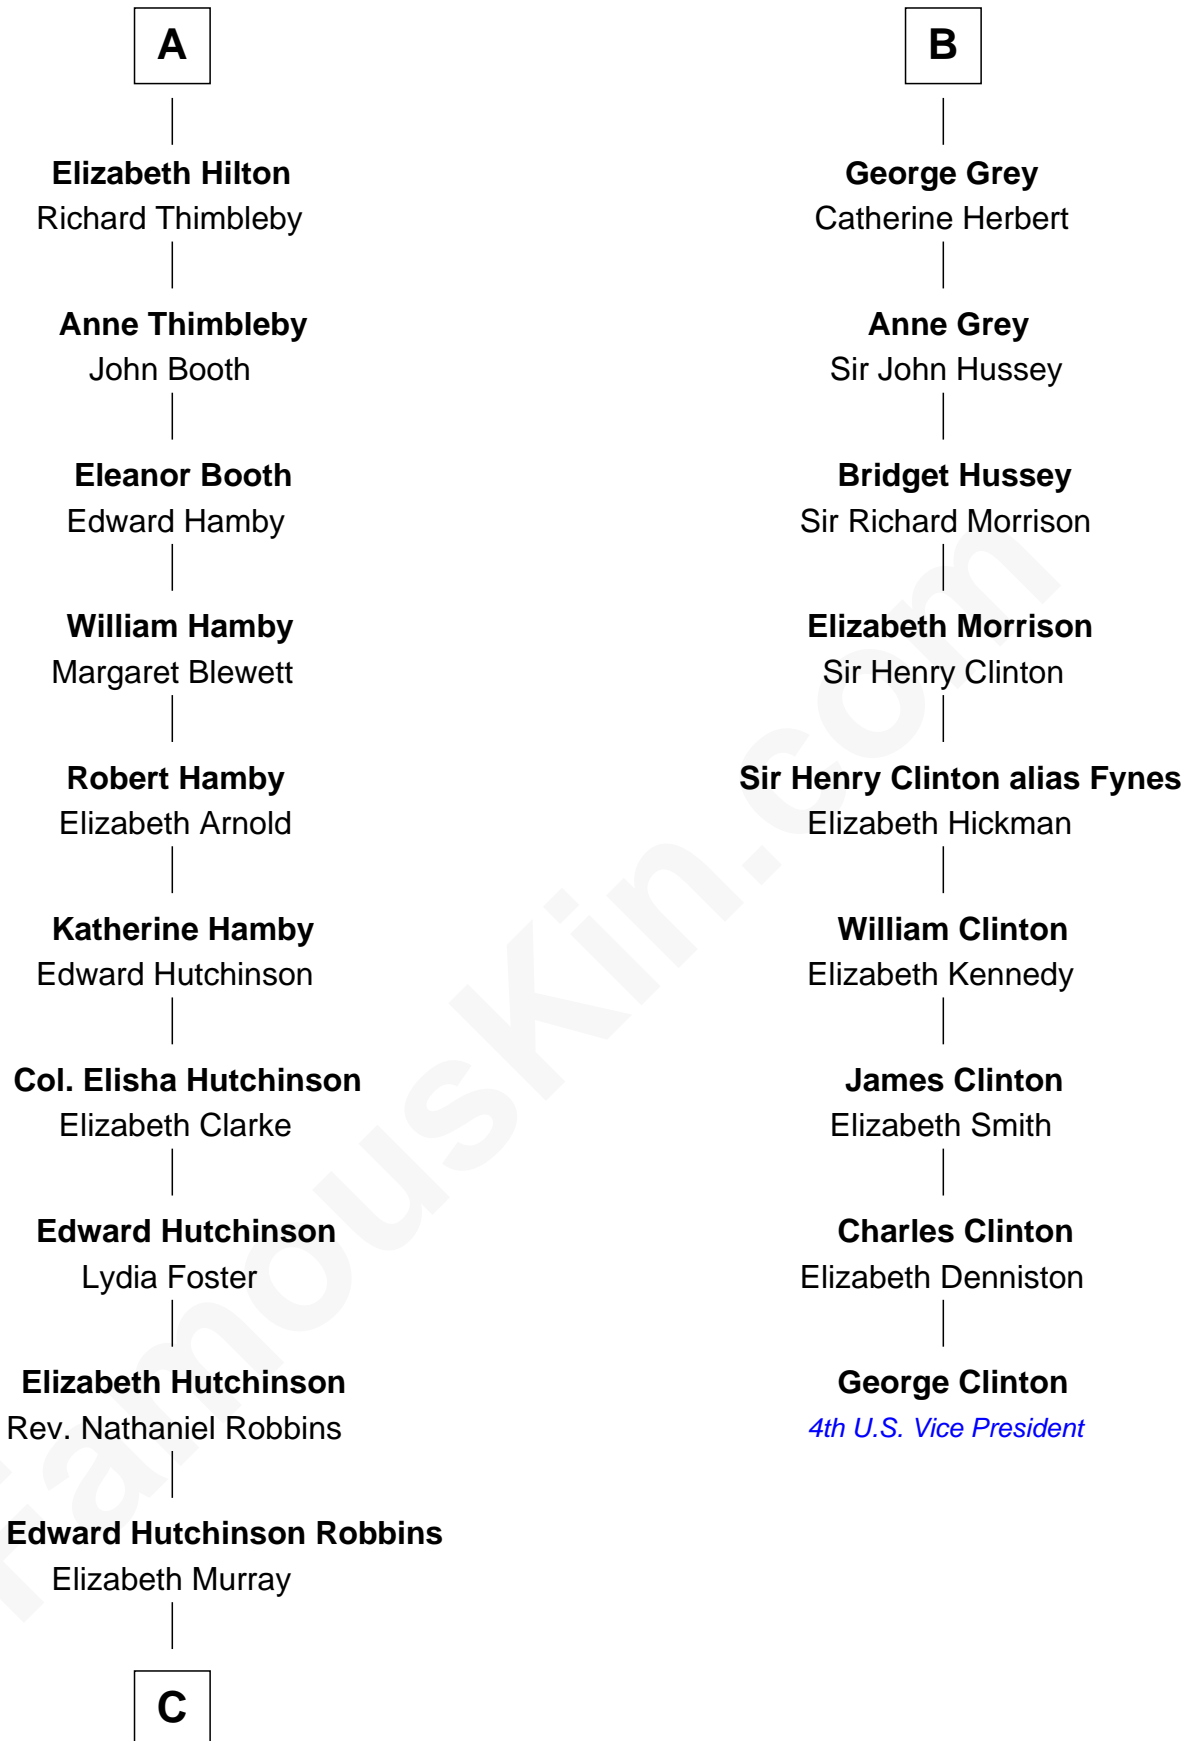 A
Elizabeth Hilton
Richard Thimbleby
Anne Thimbleby
John Booth
Eleanor Booth
Edward Hamby
William Hamby
Margaret Blewett
Robert Hamby
Elizabeth Arnold
Katherine Hamby
Edward Hutchinson
Col. Elisha Hutchinson
Elizabeth Clarke
Edward Hutchinson
Lydia Foster
Elizabeth Hutchinson
Rev. Nathaniel Robbins
Edward Hutchinson Robbins
Elizabeth Murray
C
B
George Grey
Catherine Herbert
Anne Grey
Sir John Hussey
Bridget Hussey
Sir Richard Morrison
Elizabeth Morrison
Sir Henry Clinton
Sir Henry Clinton alias Fynes
Elizabeth Hickman
William Clinton
Elizabeth Kennedy
James Clinton
Elizabeth Smith
Charles Clinton
Elizabeth Denniston
George Clinton
4th U.S. Vice President
famouskin.com